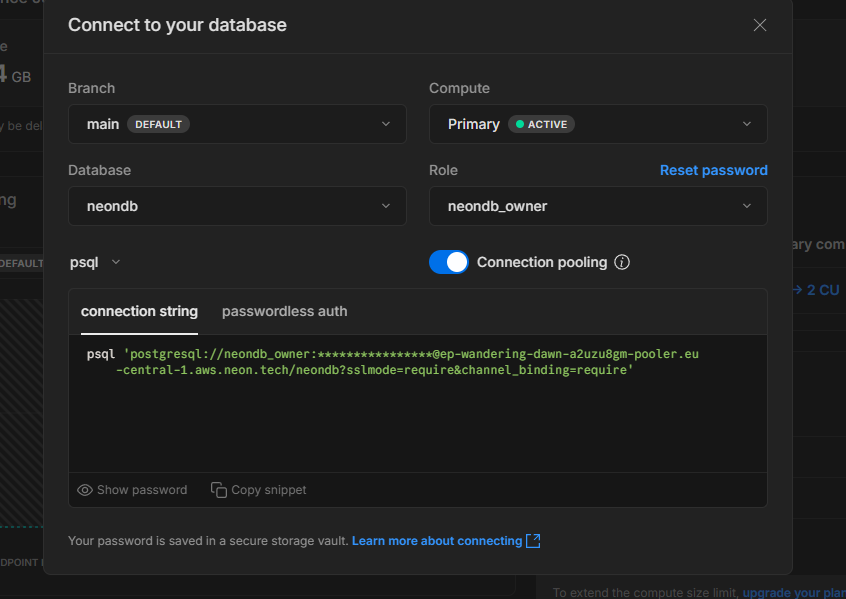 Connect to your database
e
4 GB
y be del
ng
DEFAULT
Branch
main DEFAULT
Compute
Primary ACTIVE
Database
neondb
Role
Reset password
neondb_owner
psql
Connection pooling
connection string
passwordless auth
psql 'postgresql://neondb_owner:****************@ep-wandering-dawn-a2uzu8gm-pooler.eu
-central-1.aws.neon.tech/neondb?sslmode=require&channel_binding=require'
Show password
Copy snippet
Your password is saved in a secure storage vault. Learn more about connecting
ary com
→ 2 CU
DPOINT
To extend the compute size limit, upgrade your plan